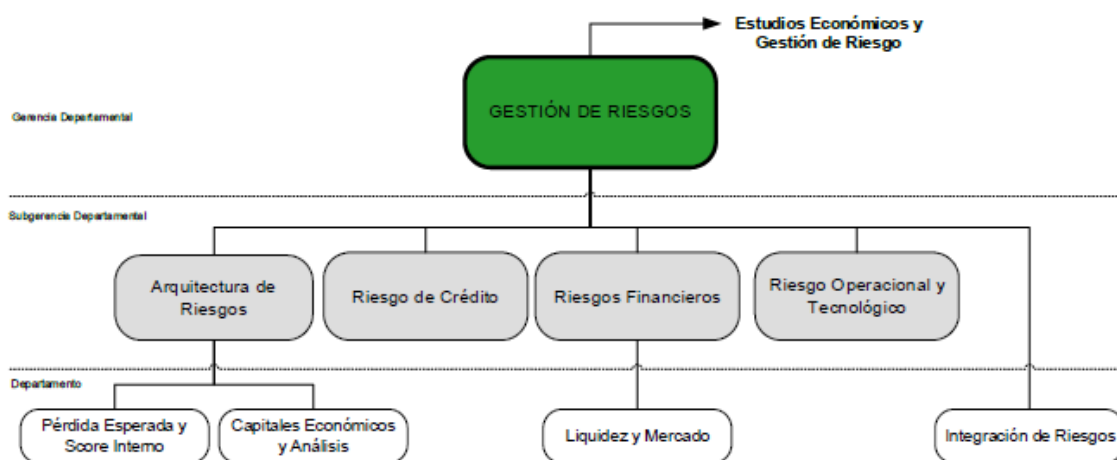 Estudios Económicos y
Gestión de Riesgo
GESTIÓN DE RIESGOS
Gerencia Departamental
Subgerencia Departamental
Arquitectura de
Riesgos
Riesgo de Crédito
Riesgos Financieros
Riesgo Operacional y
Tecnológico
Departamento
Pérdida Esperada y
Score Interno
Capitales Económicos
y Análisis
Liquidez y Mercado
Integración de Riesgos